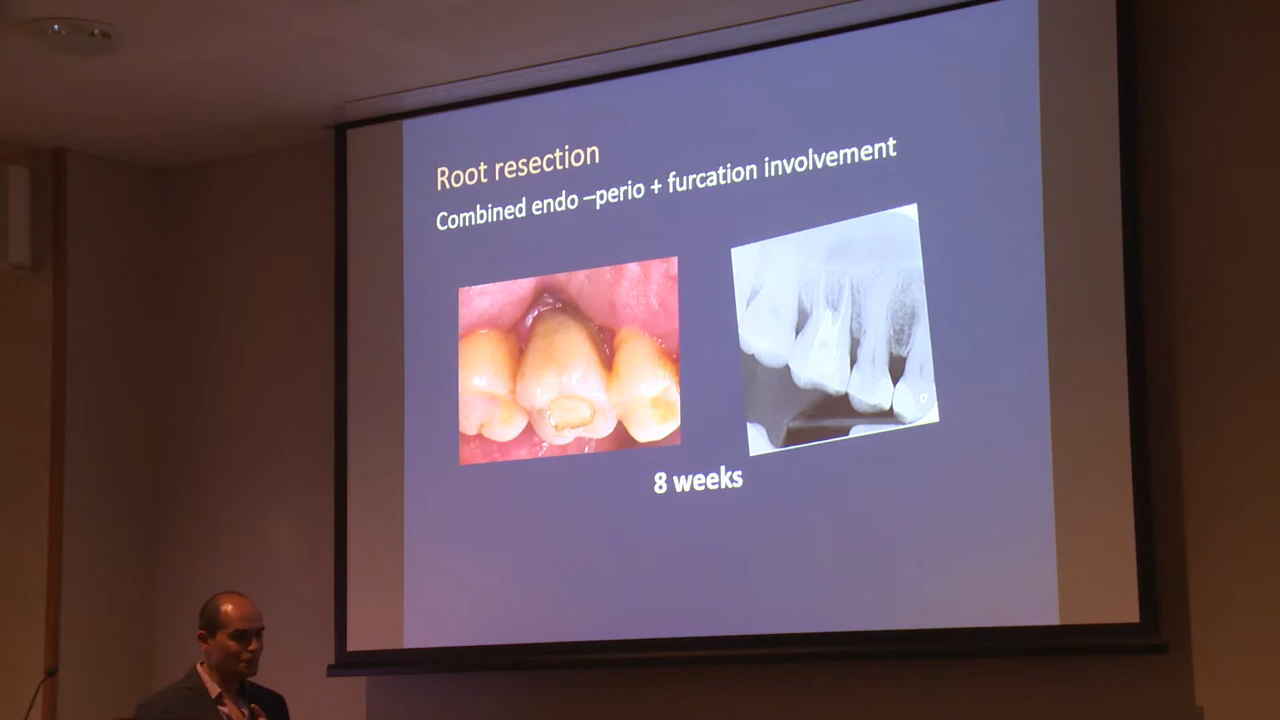 Root resection
Combined endo –perio + furcation involvement
8 weeks